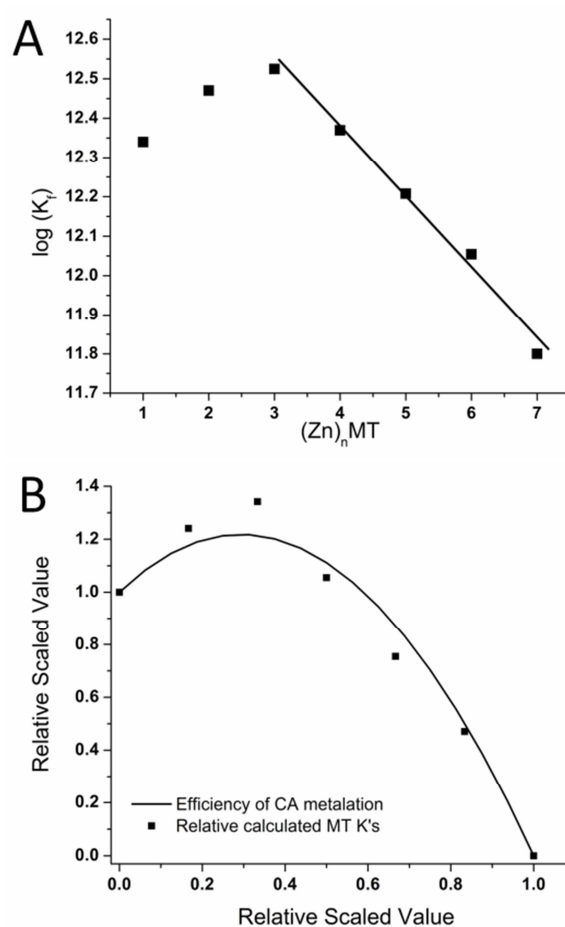 A
12.6
12.5
12.4
12.3
12.2
12.1
12.0
11.9
11.8
11.7
log (Kf)
1 2 3 4 5 6 7
(Zn)nMT
B
1.4
1.2
1.0
0.8
0.6
0.4
0.2
0.0
Relative Scaled Value
Efficiency of CA metalation
Relative calculated MT K's
0.0 0.2 0.4 0.6 0.8 1.0
Relative Scaled Value